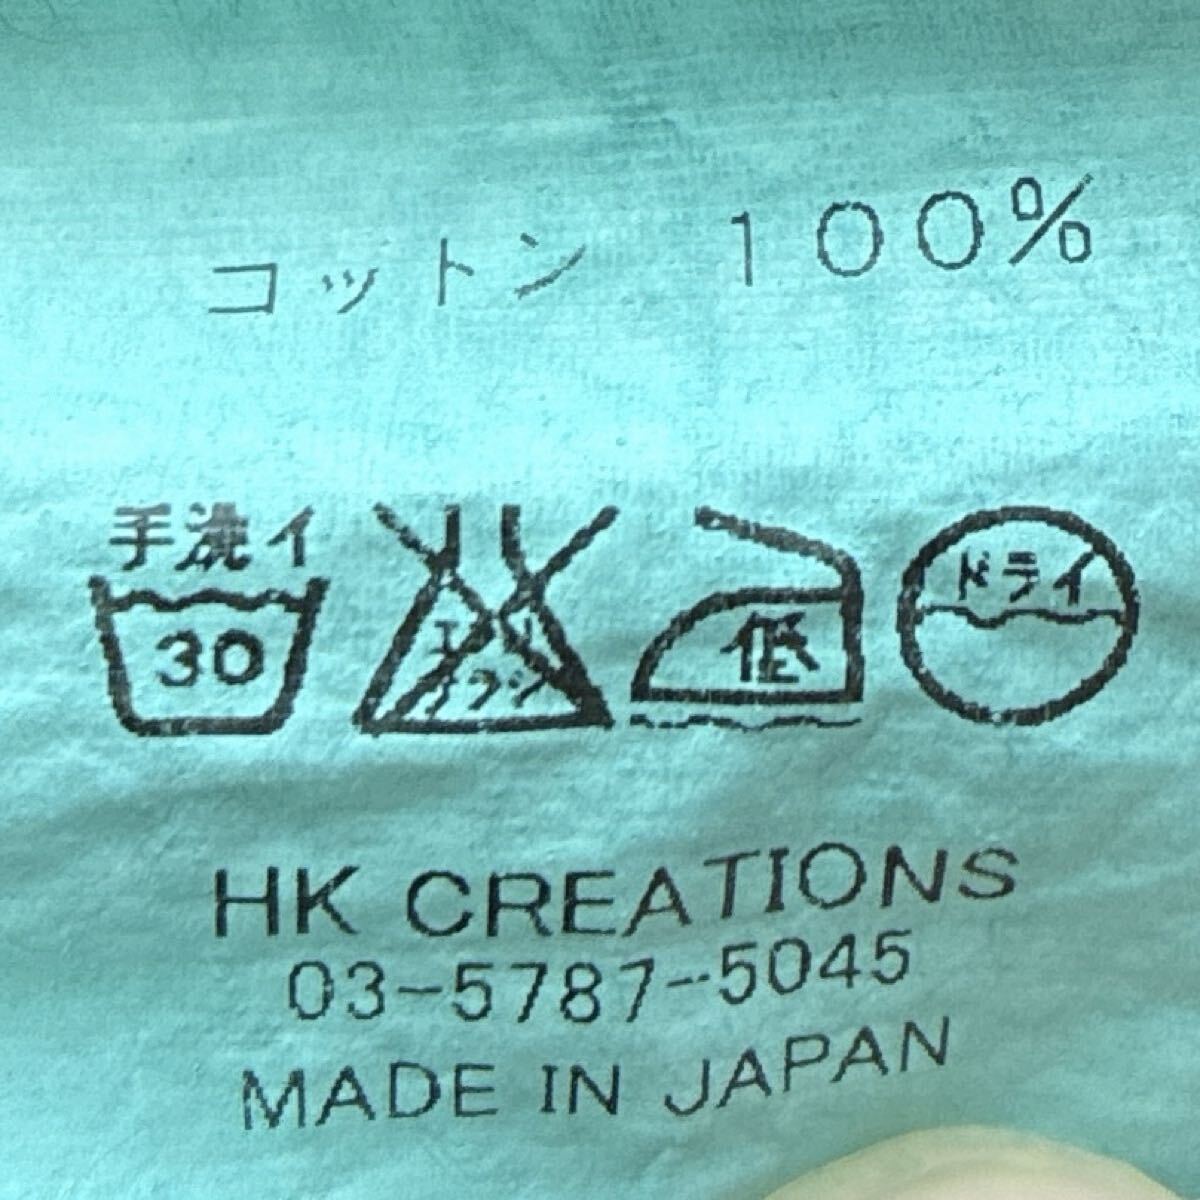 コットン 100%
手洗イ
30
エンソ
サラシ
低
ドライ
HK CREATIONS
03-5787-5045
MADE IN JAPAN